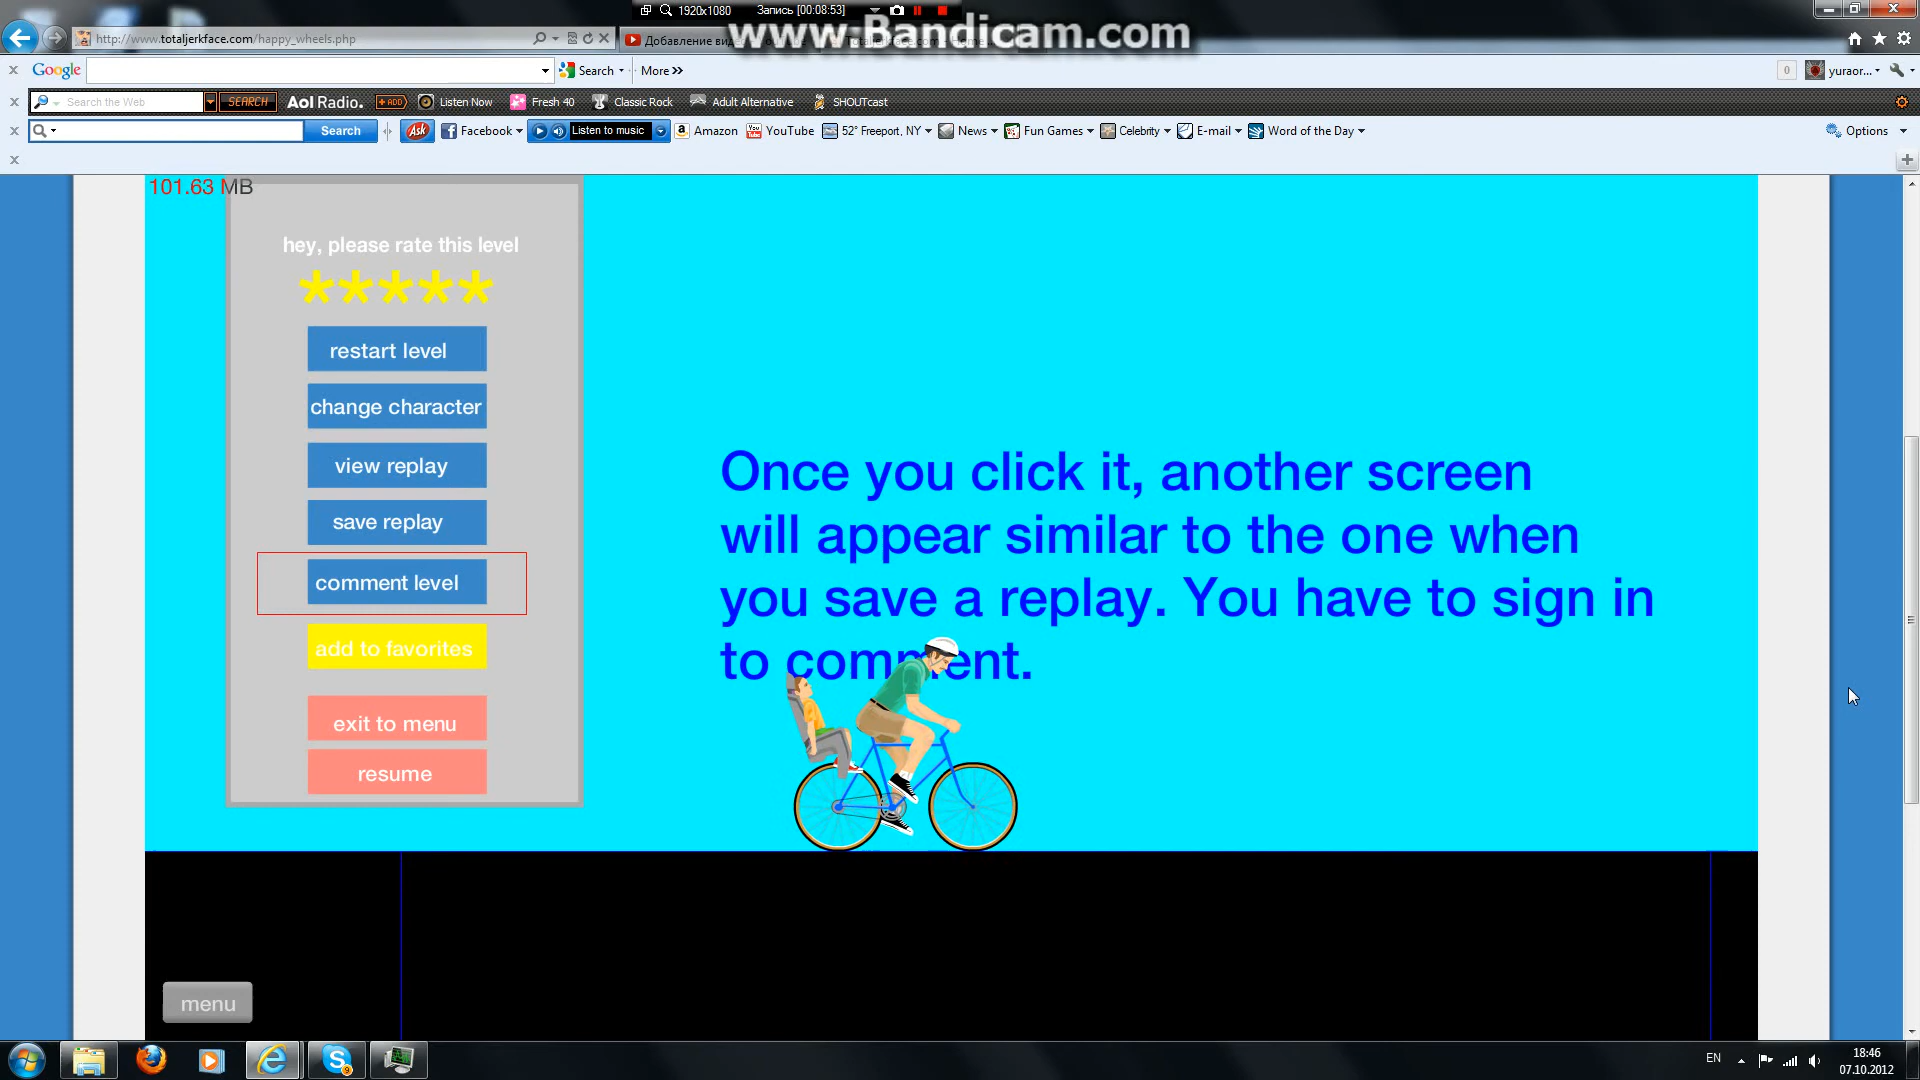 1920x1080 Запись [00:08:53]
www.Bandicam.com
http://www.totaljerkface.com/happy_wheels.php
Добавление виде
Google Search More >> 0 yuraor...
Search the Web SEARCH Aol Radio. +ADD Listen Now Fresh 40 Classic Rock Adult Alternative SHOUTcast
Search Ask Facebook Listen to music Amazon YouTube 52° Freeport, NY News Fun Games Celebrity E-mail Word of the Day Options
101.63 MB
hey, please rate this level
*****
restart level
change character
view replay
save replay
comment level
add to favorites
exit to menu
resume
Once you click it, another screen
will appear similar to the one when
you save a replay. You have to sign in
to comment.
menu
EN 18:46
07.10.2012